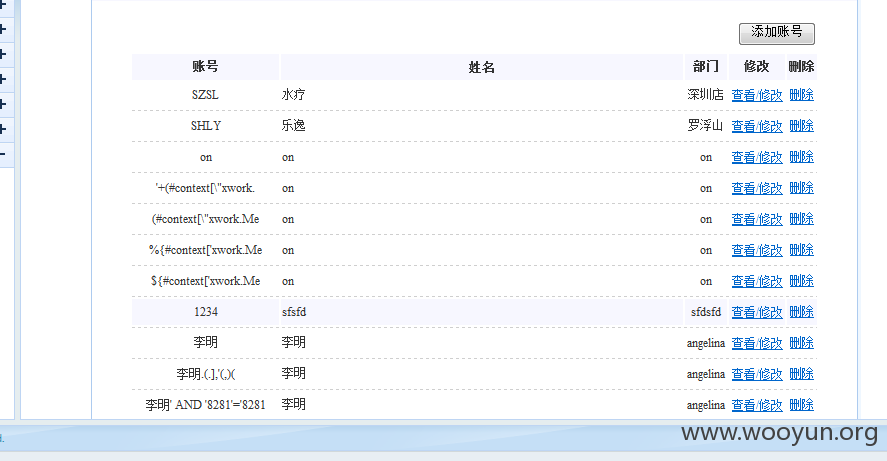 添加账号
账号 姓名 部门 修改 删除
SZSL 水疗 深圳店 查看/修改 删除
SHLY 乐逸 罗浮山 查看/修改 删除
on on on 查看/修改 删除
'+(#context[\"xwork. on on 查看/修改 删除
(#context[\"xwork.Me on on 查看/修改 删除
%{#context['xwork.Me on on 查看/修改 删除
${#context['xwork.Me on on 查看/修改 删除
1234 sfsfd sfdsfd 查看/修改 删除
李明 李明 angelina 查看/修改 删除
李明.(.],'(,)( 李明 angelina 查看/修改 删除
李明' AND '8281'='8281 李明 angelina 查看/修改 删除
d.
www.wooyun.org